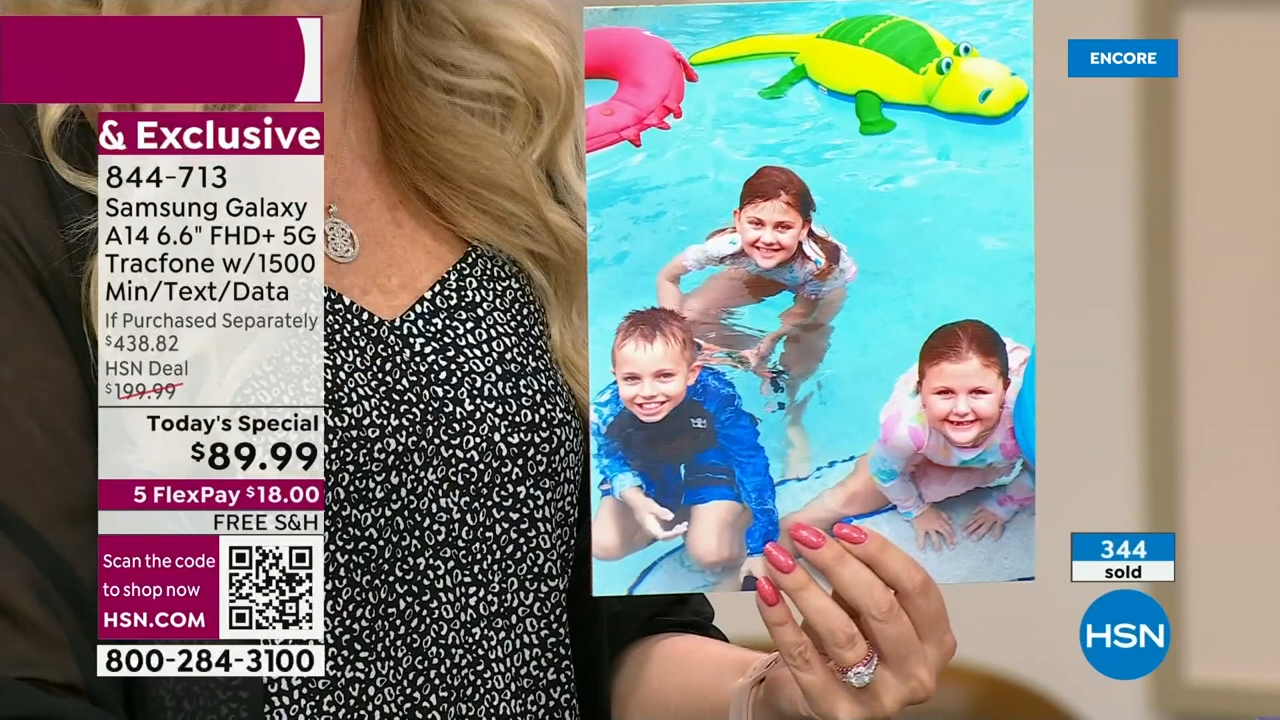 & Exclusive
844-713
Samsung Galaxy
A14 6.6" FHD+ 5G
Tracfone w/1500
Min/Text/Data
If Purchased Separately
$438.82
HSN Deal
$199.99
Today's Special
$89.99
5 FlexPay $18.00
FREE S&H
Scan the code
to shop now
HSN.COM
800-284-3100
ENCORE
344
sold
HSN